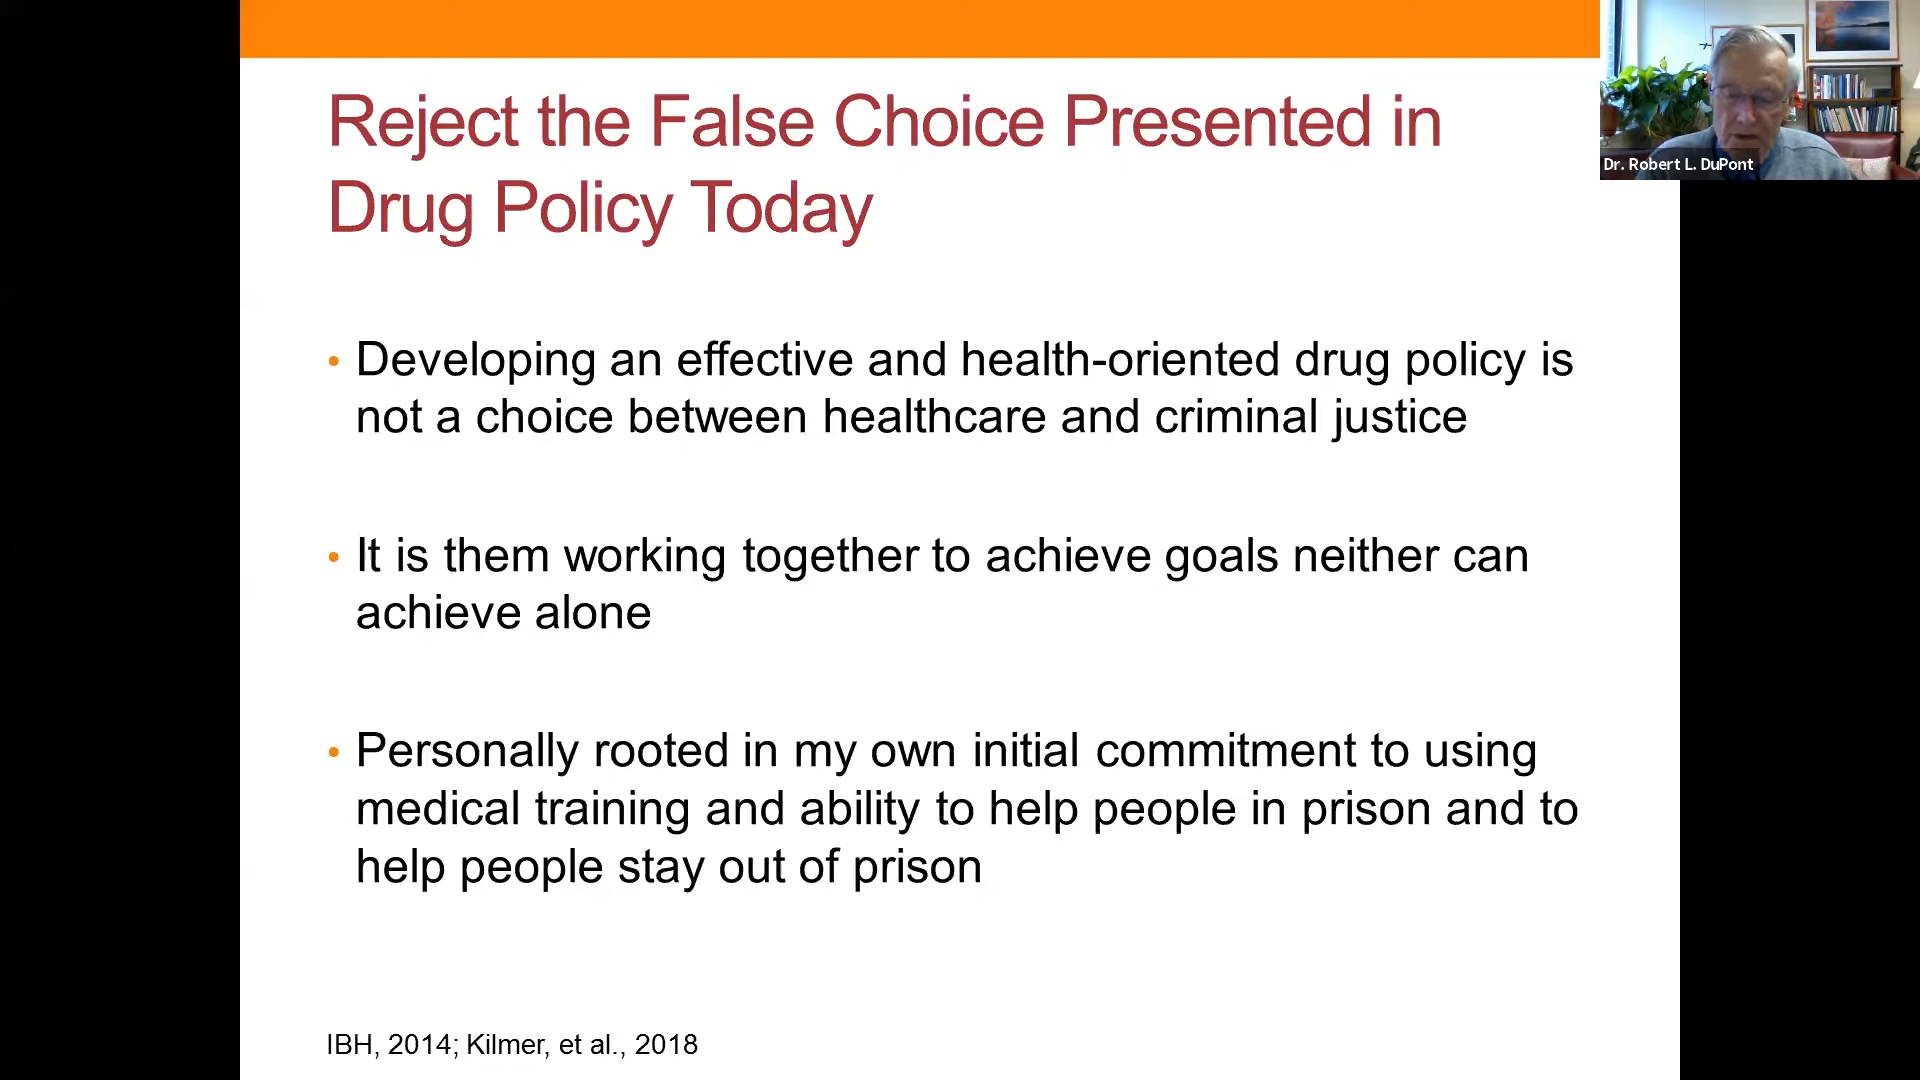 Reject the False Choice Presented in
Drug Policy Today
Dr. Robert L. DuPont
• Developing an effective and health-oriented drug policy is
not a choice between healthcare and criminal justice
• It is them working together to achieve goals neither can
achieve alone
• Personally rooted in my own initial commitment to using
medical training and ability to help people in prison and to
help people stay out of prison
IBH, 2014; Kilmer, et al., 2018